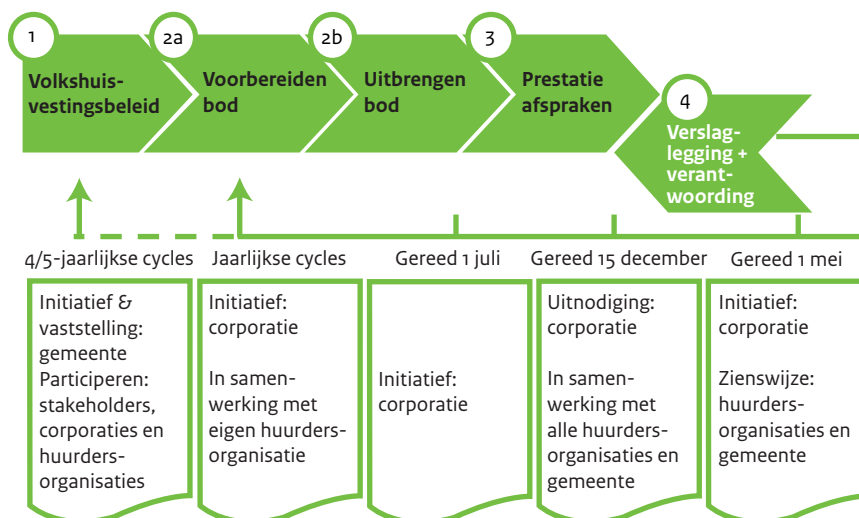 1
Volkshuis-
vestingsbeleid
2a
Voorbereiden
bod
2b
Uitbrengen
bod
3
Prestatie
afspraken
4
Verslag-
legging +
verant-
woording
4/5-jaarlijkse cycles
Jaarlijkse cycles
Gereed 1 juli
Gereed 15 december
Gereed 1 mei
Initiatief &
vaststelling:
gemeente
Participeren:
stakeholders,
corporaties en
huurders-
organisaties
Initiatief:
corporatie
In samen-
werking met
eigen huurders-
organisatie
Initiatief:
corporatie
Uitnodiging:
corporatie
In samen-
werking met
alle huurders-
organisaties en
gemeente
Initiatief:
corporatie
Zienswijze:
huurders-
organisaties en
gemeente